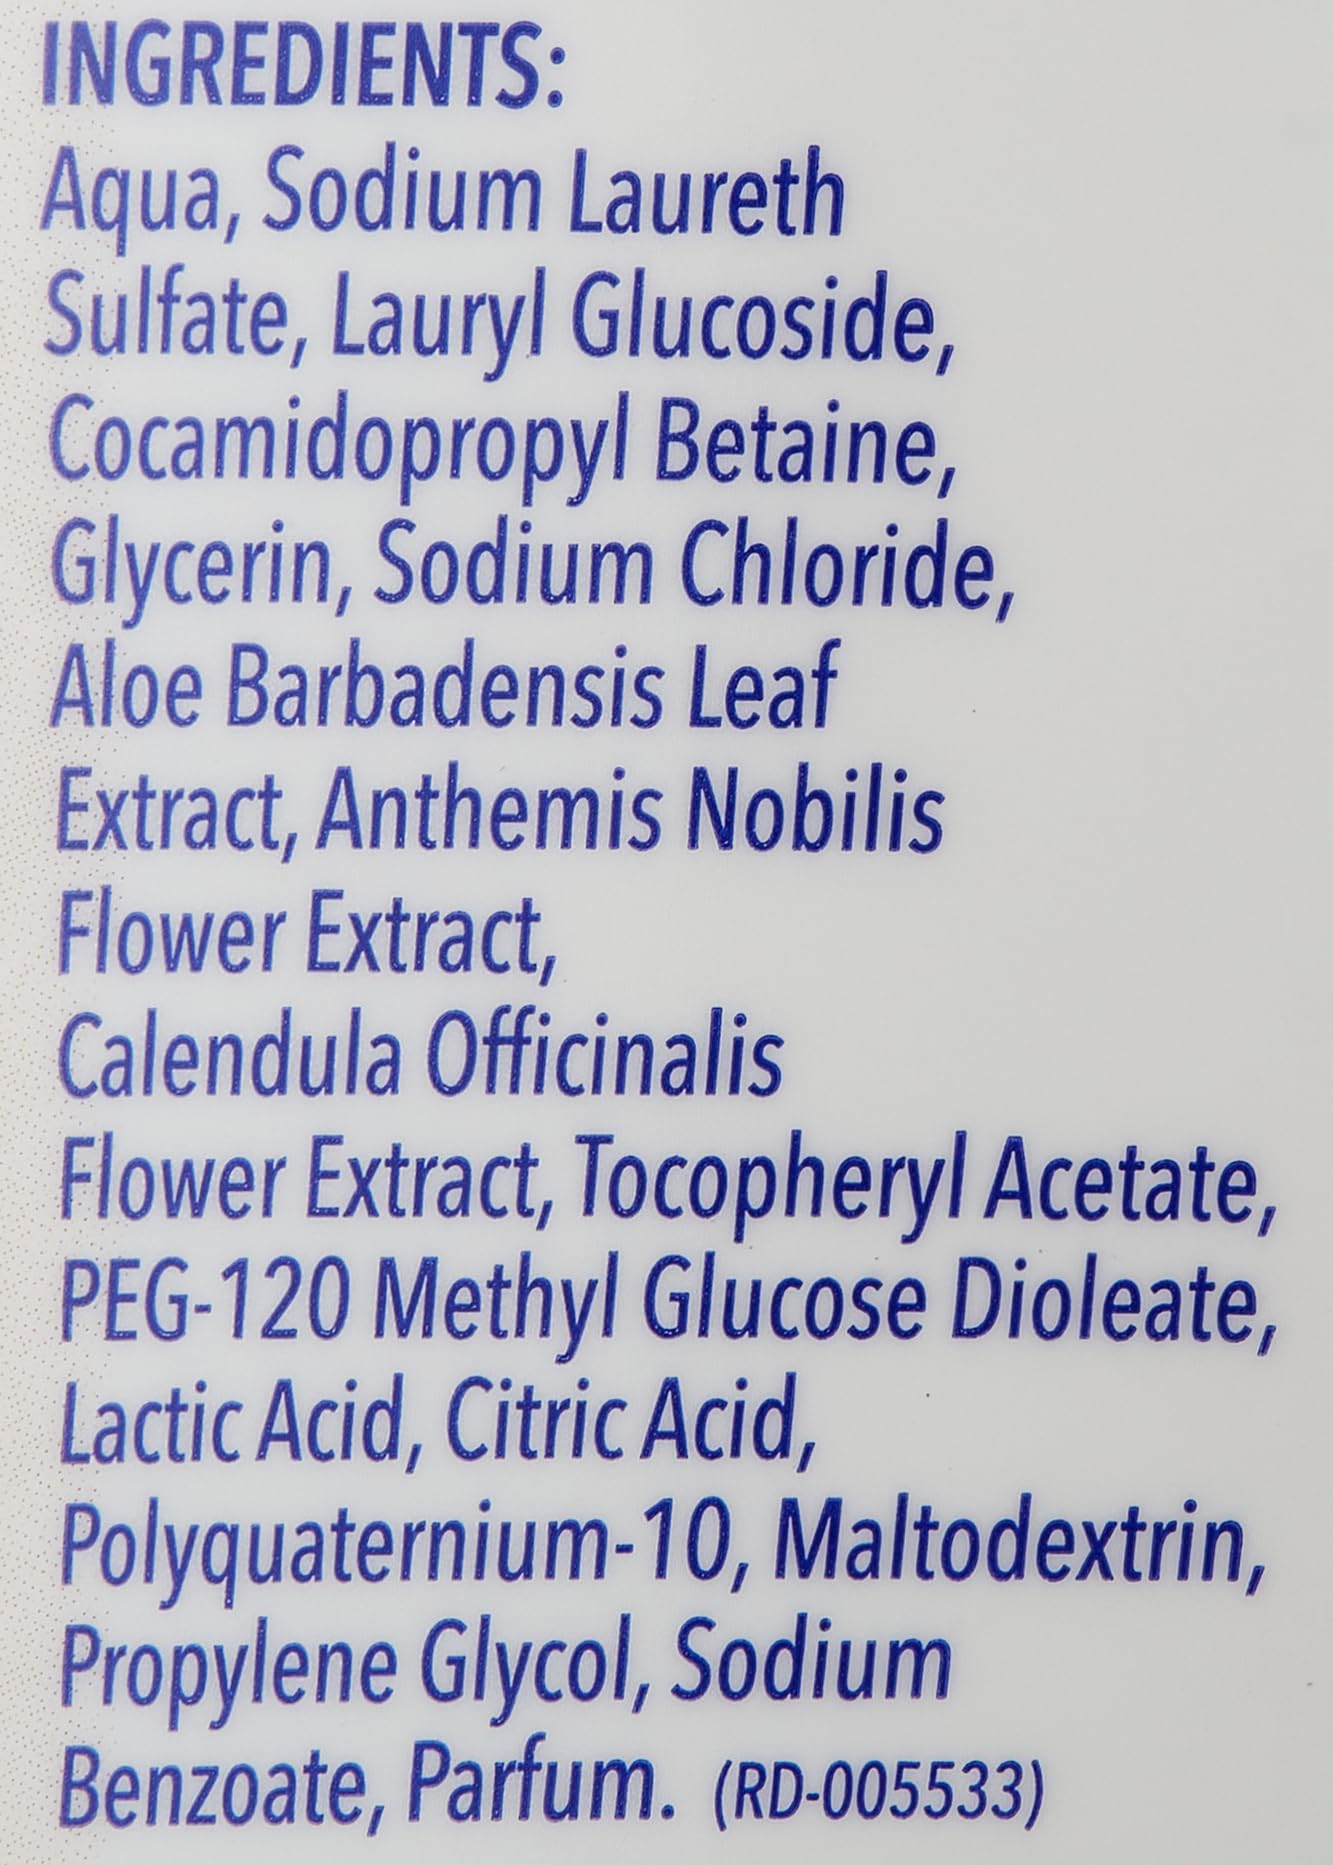 INGREDIENTS:
Aqua, Sodium Laureth
Sulfate, Lauryl Glucoside,
Cocamidopropyl Betaine,
Glycerin, Sodium Chloride,
Aloe Barbadensis Leaf
Extract, Anthemis Nobilis
Flower Extract,
Calendula Officinalis
Flower Extract, Tocopheryl Acetate,
PEG-120 Methyl Glucose Dioleate,
Lactic Acid, Citric Acid,
Polyquaternium-10, Maltodextrin,
Propylene Glycol, Sodium
Benzoate, Parfum. (RD-005533)